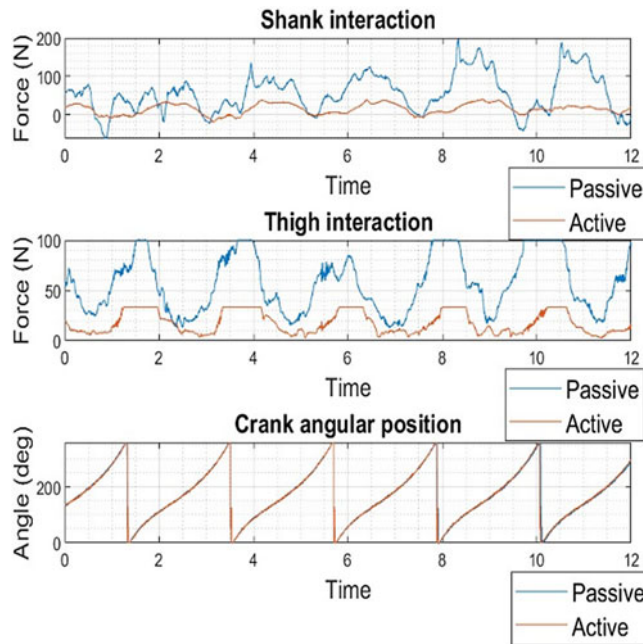 Shank interaction
200
100
0
Force (N)
0 2 4 6 8 10 12
Time
Passive
Active
Thigh interaction
100
50
0
Force (N)
0 2 4 6 8 10 12
Time
Passive
Active
Crank angular position
200
0
Angle (deg)
0 2 4 6 8 10 12
Time
Passive
Active